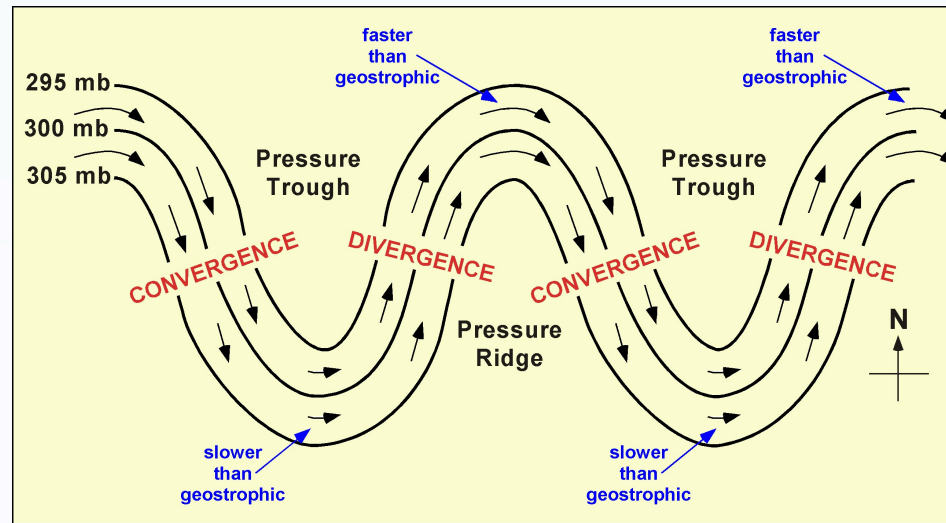 faster
than
geostrophic
faster
than
geostrophic
295 mb
300 mb
305 mb
Pressure
Trough
Pressure
Trough
CONVERGENCE
DIVERGENCE
CONVERGENCE
DIVERGENCE
Pressure
Ridge
N
slower
than
geostrophic
slower
than
geostrophic